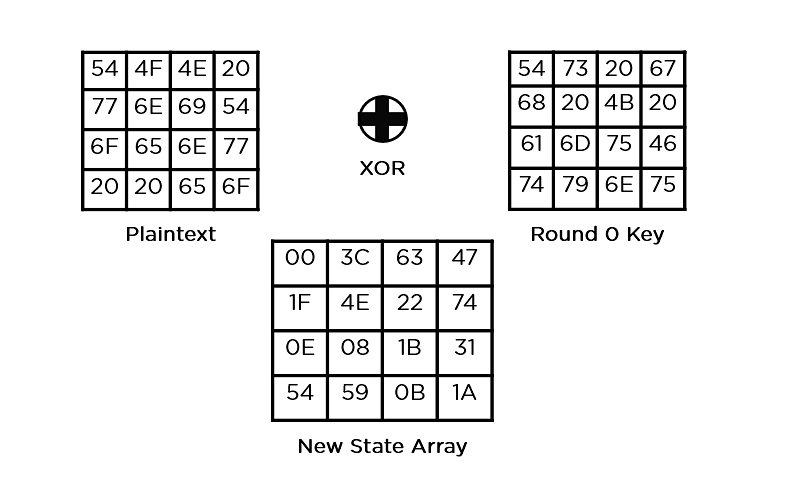 54 4F 4E 20
77 6E 69 54
6F 65 6E 77
20 20 65 6F
Plaintext
XOR
54 73 20 67
68 20 4B 20
61 6D 75 46
74 79 6E 75
Round 0 Key
00 3C 63 47
1F 4E 22 74
0E 08 1B 31
54 59 0B 1A
New State Array